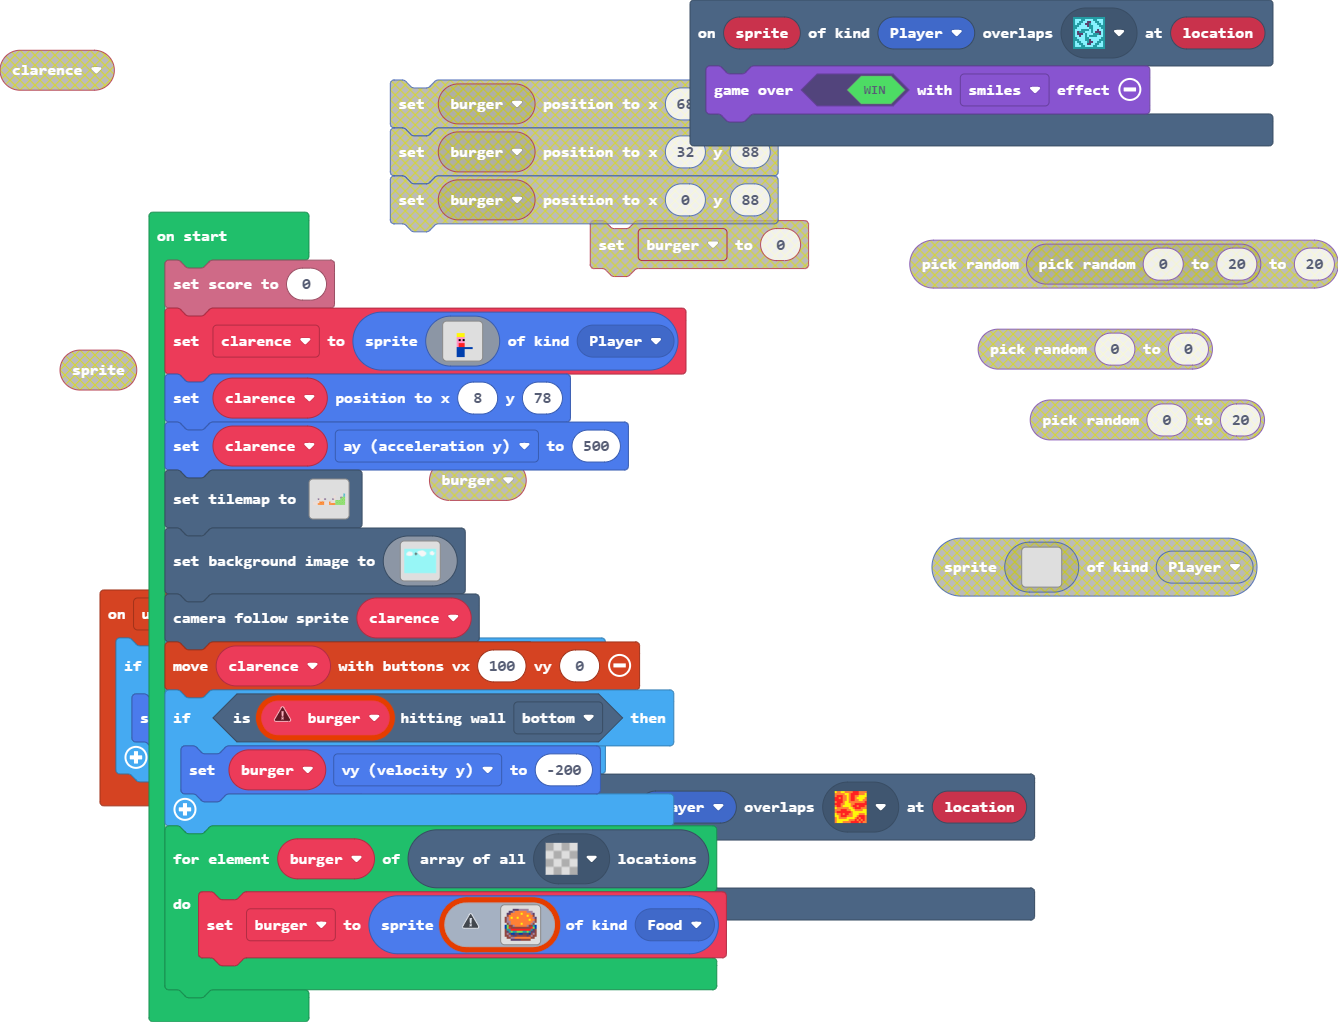 on sprite of kind Player overlaps at location
clarence
game over WIN with smiles effect
set burger position to x
set burger position to x 32 y 88
set burger position to x 0 y 88
on start
set burger to 0
pick random pick random 0 to 20 to 20
set score to 0
set clarence to sprite of kind Player
pick random 0 to 0
sprite
set clarence position to x 8 y 78
pick random 0 to 20
set clarence ay (acceleration y) to 500
burger
set tilemap to
set background image to
sprite of kind Player
on
camera follow sprite clarence
if
move clarence with buttons vx 100 vy 0
if is burger hitting wall bottom then
set burger vy (velocity y) to -200
overlaps at location
for element burger of array of all locations
do
set burger to sprite of kind Food